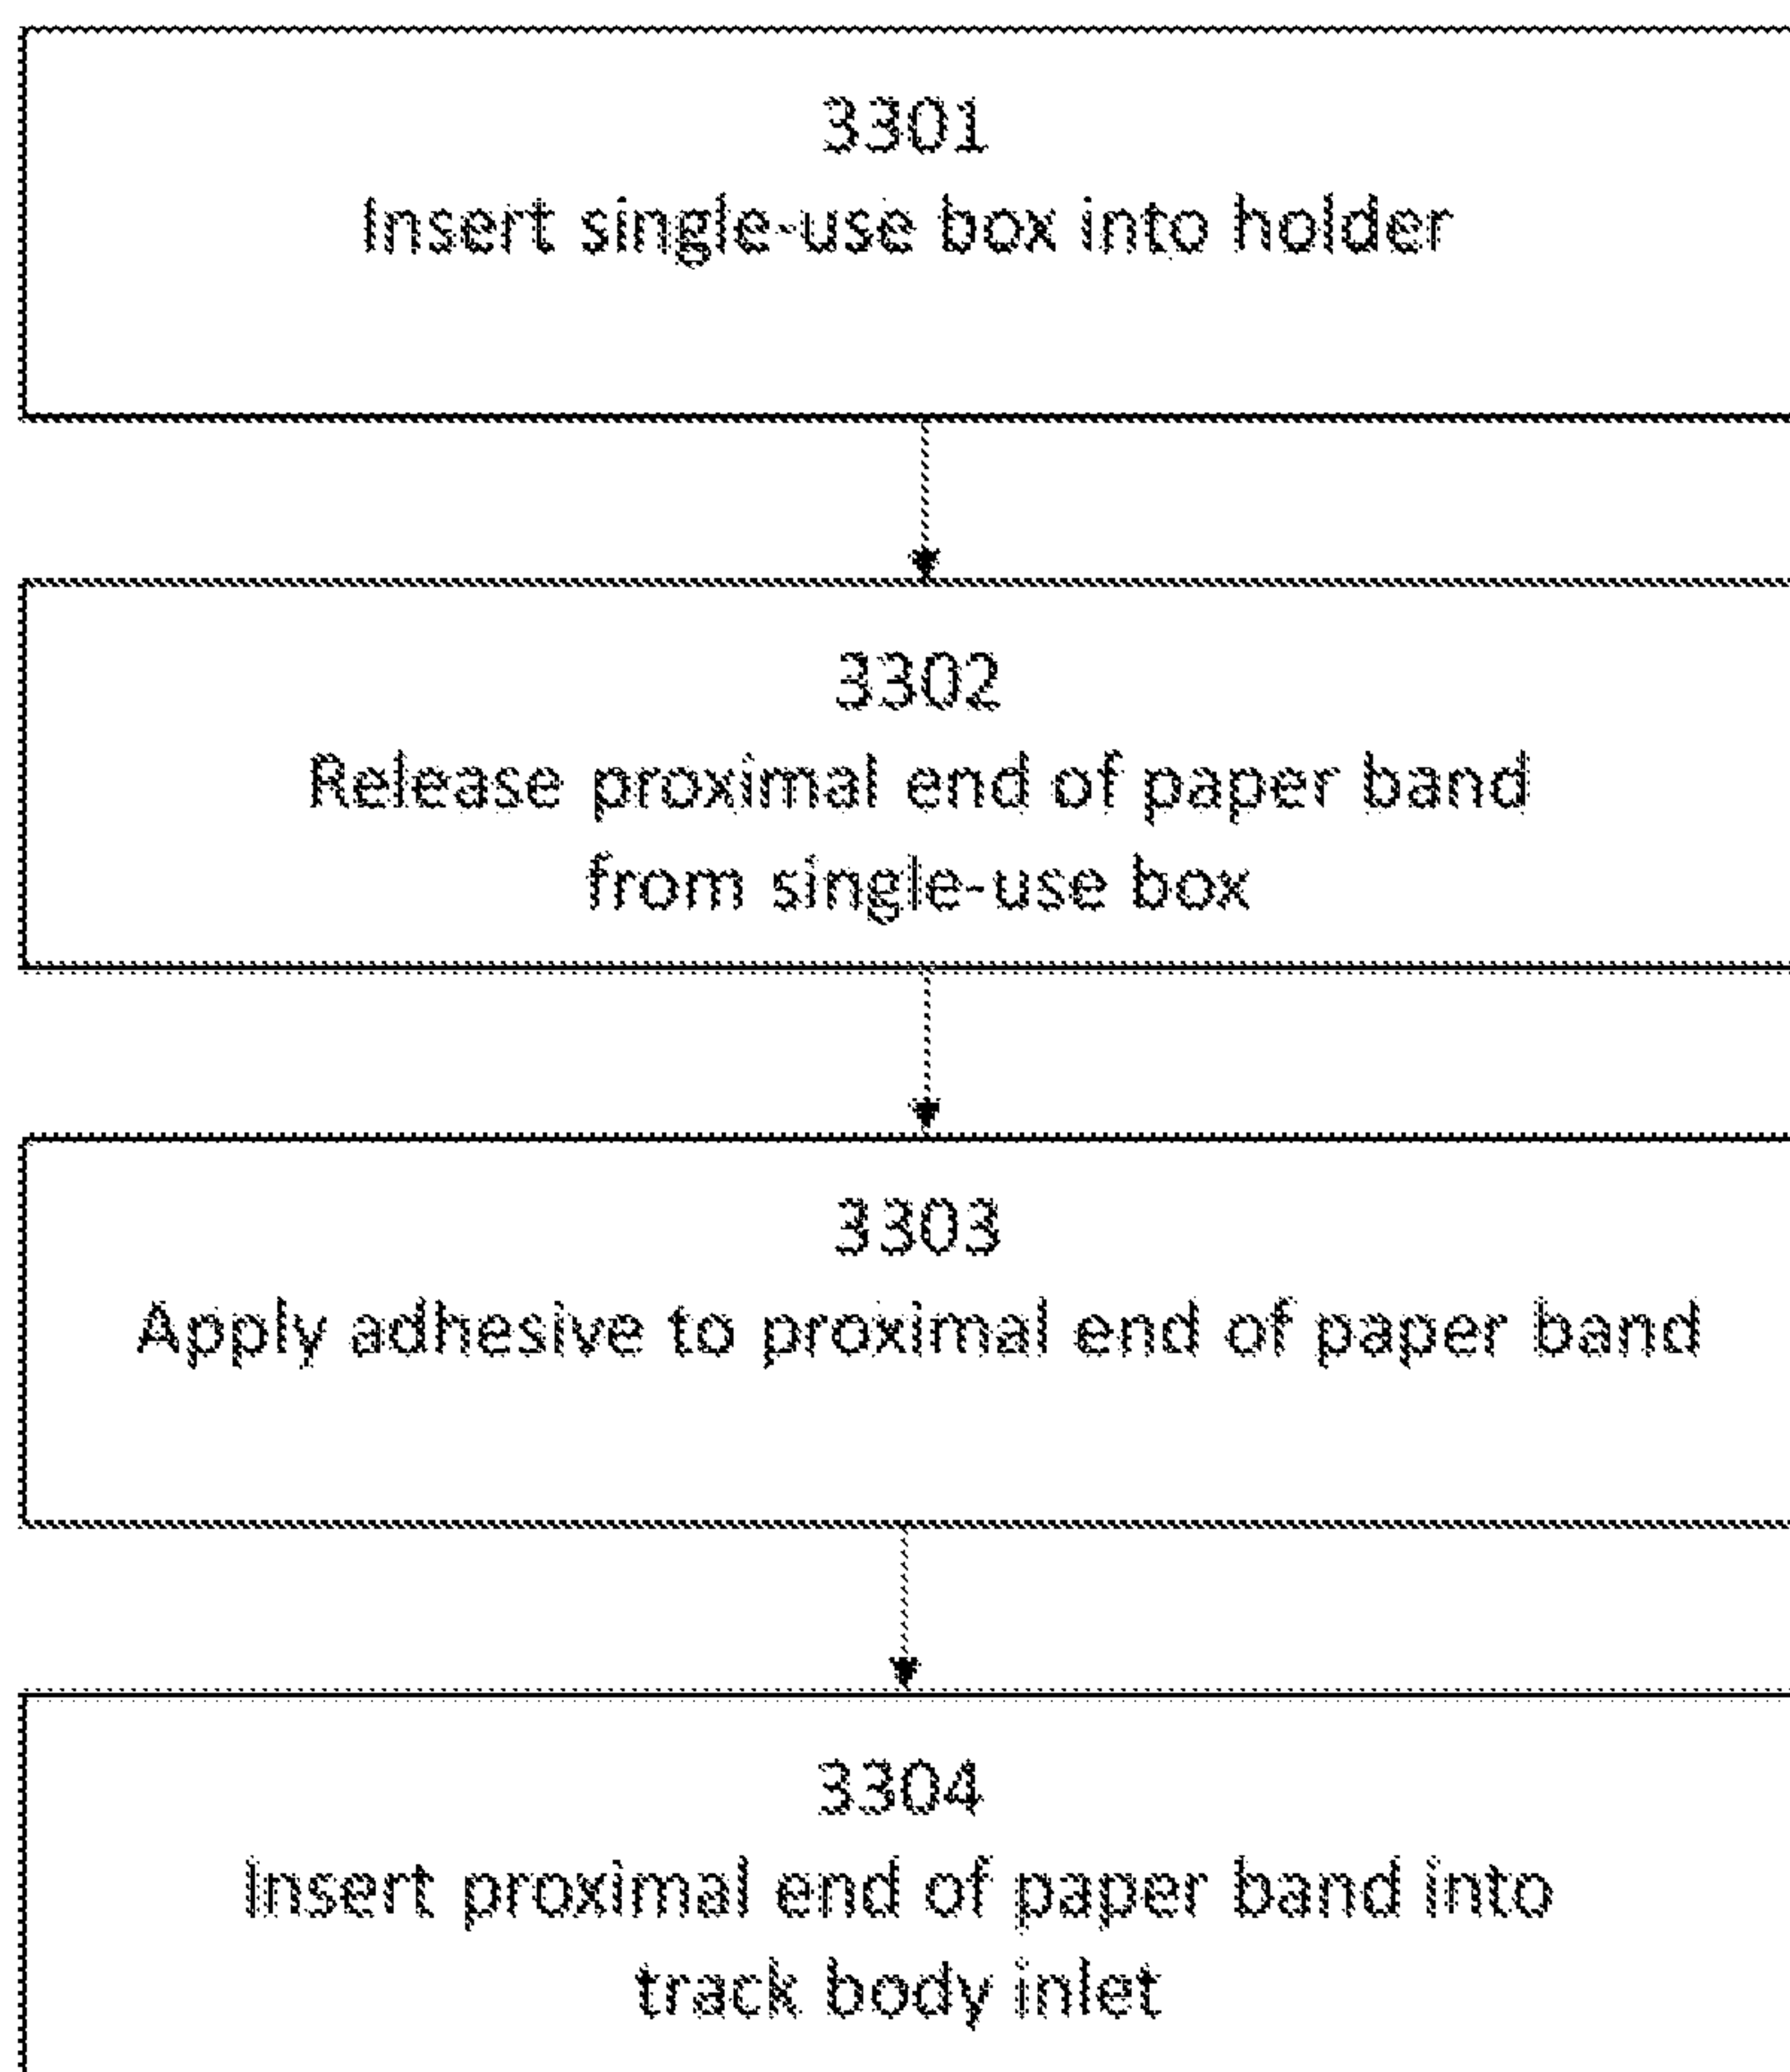 3301
Insert single-use box into holder
3302
Release proximal end of paper band
from single-use box
3303
Apply adhesive to proximal end of paper band
3304
Insert proximal end of paper band into
track body inlet